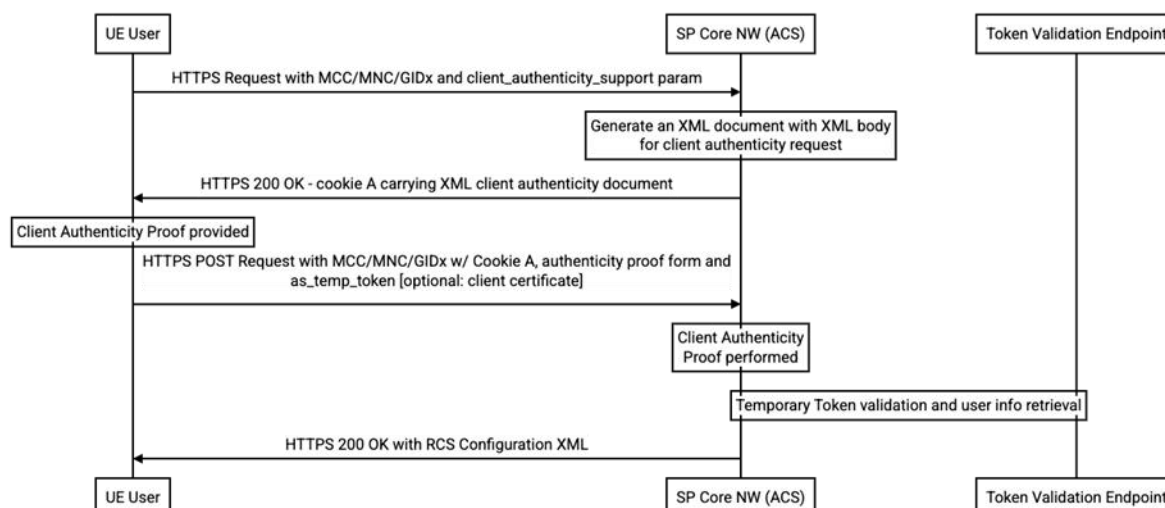 UE User
SP Core NW (ACS)
Token Validation Endpoint
HTTPS Request with MCC/MNC/GIDx and client_authenticity_support param
Generate an XML document with XML body
for client authenticity request
HTTPS 200 OK - cookie A carrying XML client authenticity document
Client Authenticity Proof provided
HTTPS POST Request with MCC/MNC/GIDx w/ Cookie A, authenticity proof form and
as_temp_token [optional: client certificate]
Client Authenticity
Proof performed
Temporary Token validation and user info retrieval
HTTPS 200 OK with RCS Configuration XML
UE User
SP Core NW (ACS)
Token Validation Endpoint